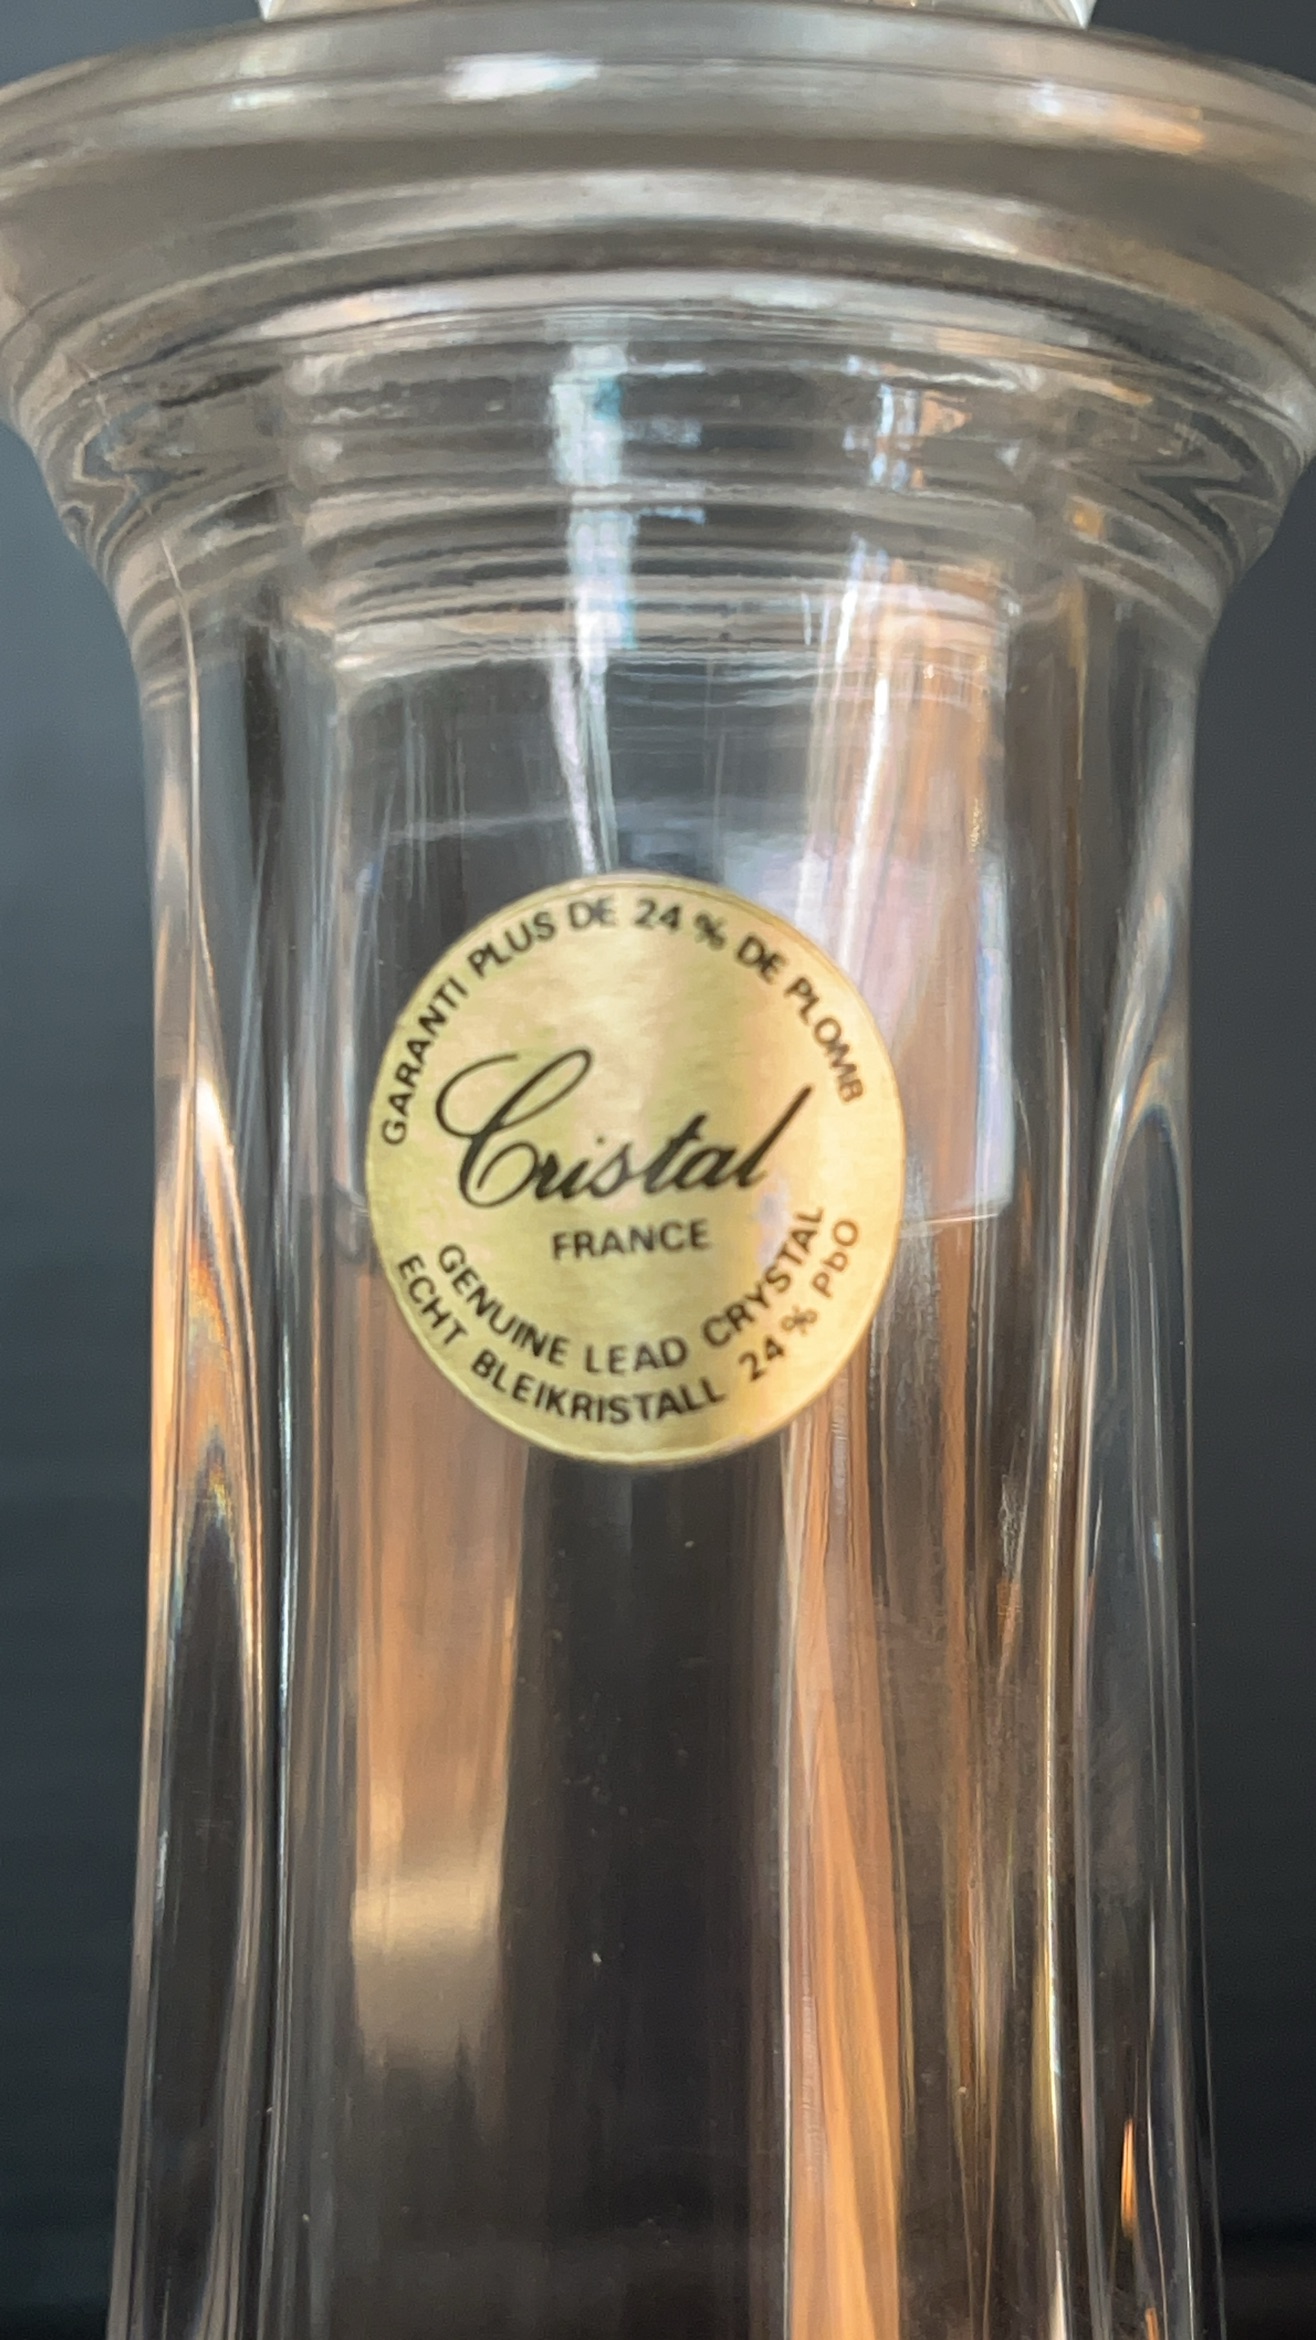 GARANTI PLUS DE 24 % DE PLOMB
Cristal
FRANCE
GENUINE LEAD CRYSTAL
ECHT BLEIKRISTALL 24 % PbO